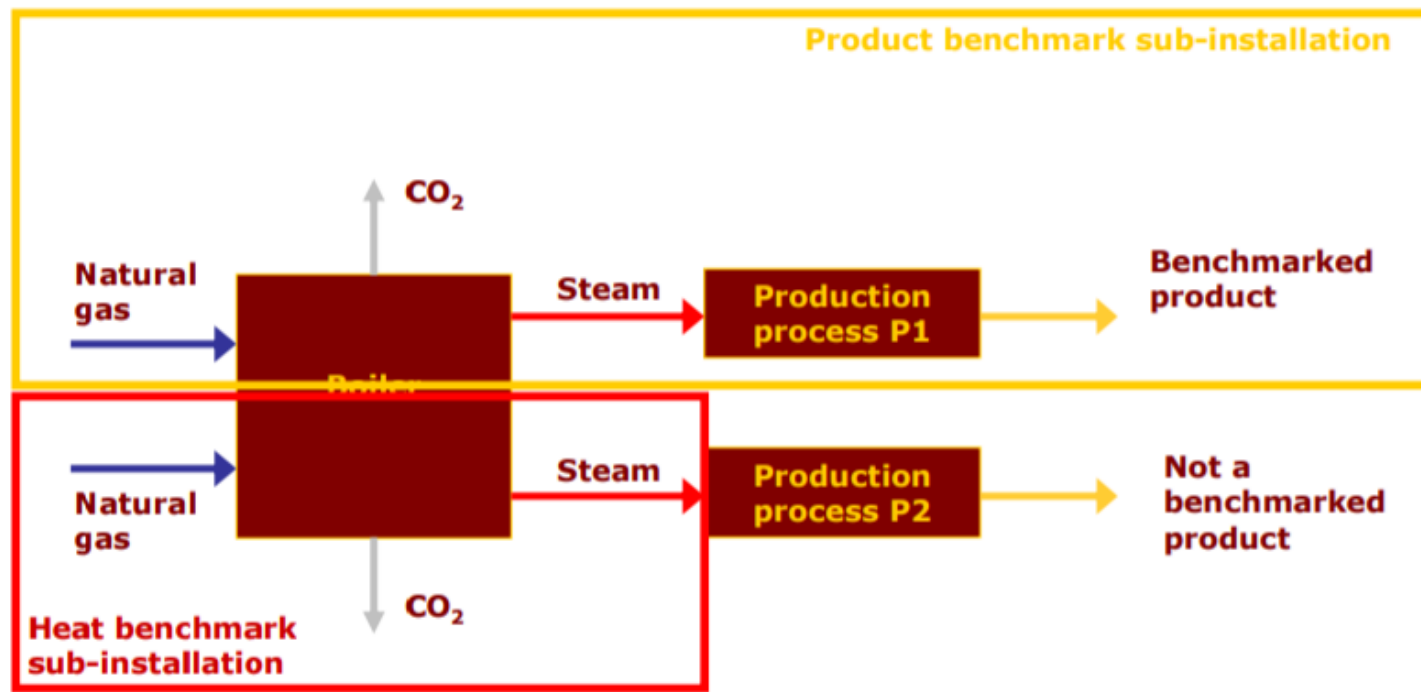 Product benchmark sub-installation
CO₂
Natural
gas
Steam
Production
process P1
Benchmarked
product
Boiler
Natural
gas
Steam
Production
process P2
Not a
benchmarked
product
CO₂
Heat benchmark
sub-installation